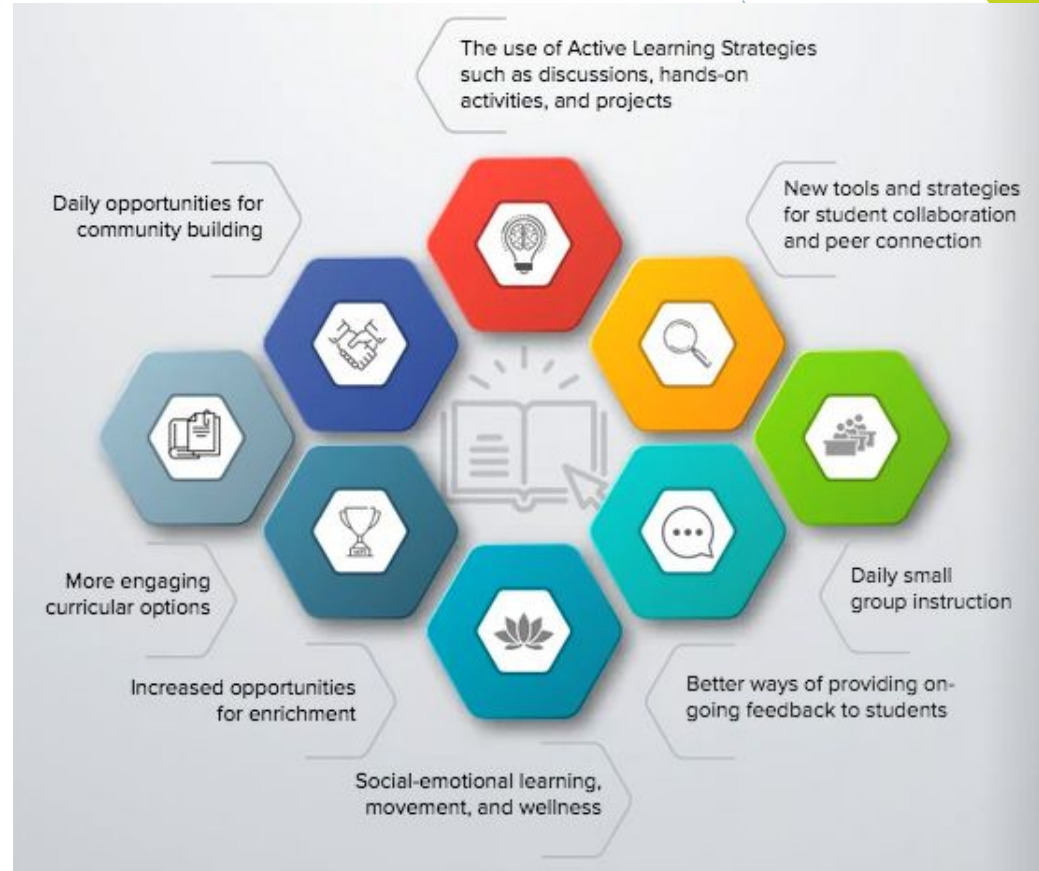 The use of Active Learning Strategies
such as discussions, hands-on
activities, and projects
Daily opportunities for
community building
New tools and strategies
for student collaboration
and peer connection
More engaging
curricular options
Daily small
group instruction
Increased opportunities
for enrichment
Better ways of providing on-
going feedback to students
Social-emotional learning,
movement, and wellness